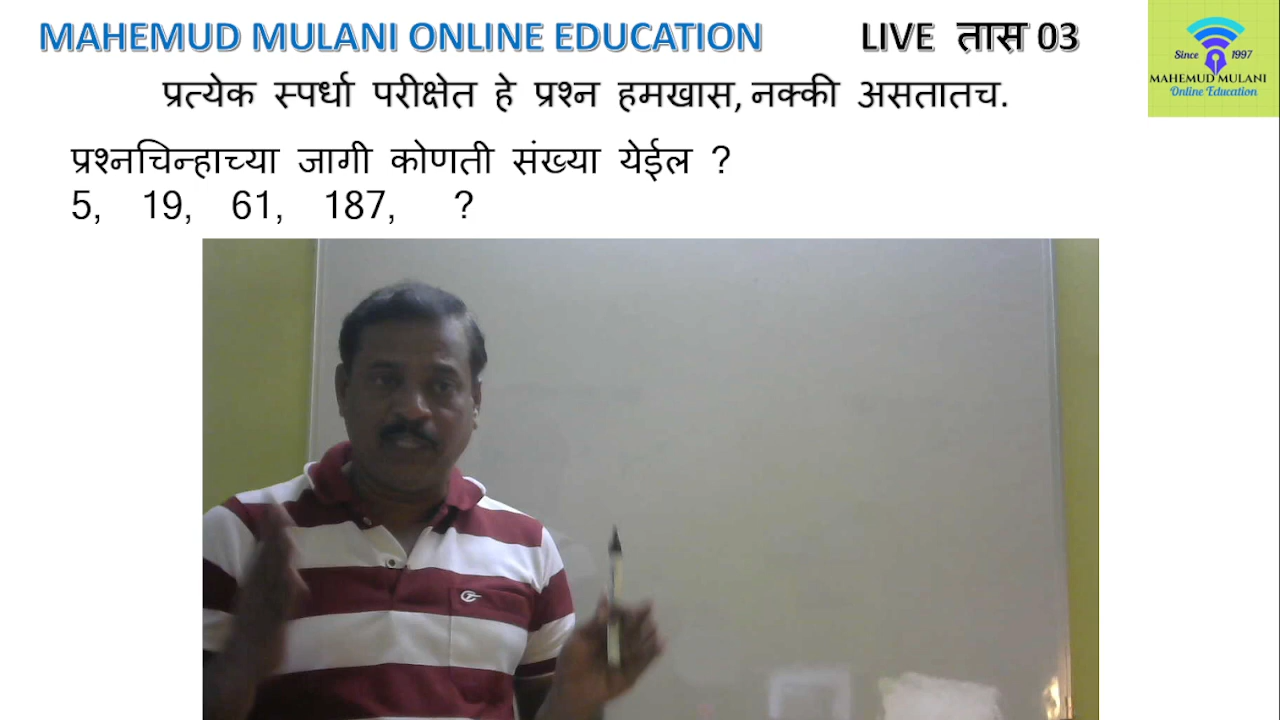 MAHEMUD MULANI ONLINE EDUCATION LIVE तास 03
Since 1997
MAHEMUD MULANI
Online Education
प्रत्येक स्पर्धा परीक्षेत हे प्रश्न हमखास, नक्की असतातच.
प्रश्नचिन्हाच्या जागी कोणती संख्या येईल ?
5, 19, 61, 187, ?